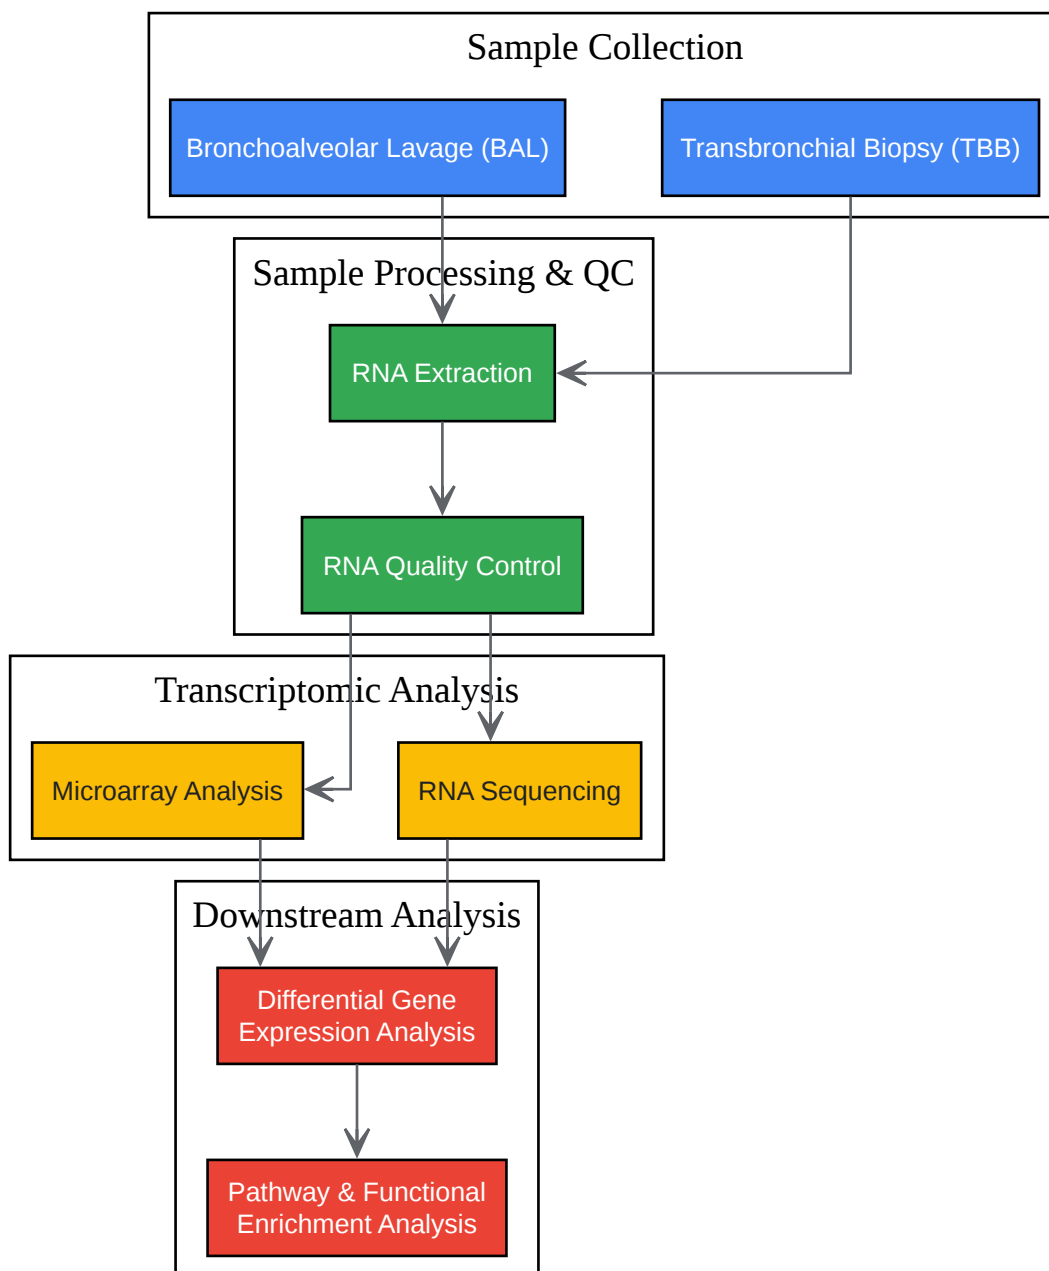 Sample Collection
Bronchoalveolar Lavage (BAL)
Transbronchial Biopsy (TBB)
Sample Processing & QC
RNA Extraction
RNA Quality Control
Transcriptomic Analysis
Microarray Analysis
RNA Sequencing
Downstream Analysis
Differential Gene
Expression Analysis
Pathway & Functional
Enrichment Analysis